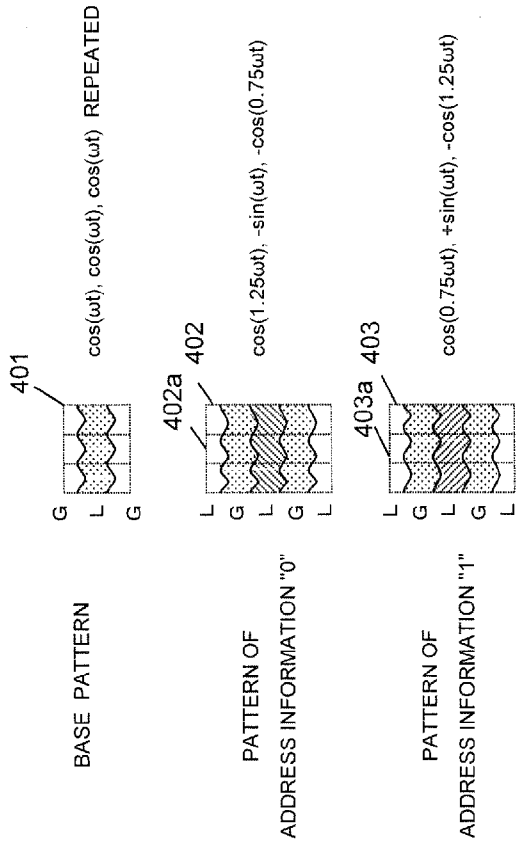 BASE PATTERN
G
L
G
401
cos(ωt), cos(ωt), cos(ωt) REPEATED
PATTERN OF
ADDRESS INFORMATION "0"
L
G
L
G
L
402a
402
cos(1.25ωt), -sin(ωt), -cos(0.75ωt)
PATTERN OF
ADDRESS INFORMATION "1"
L
G
L
G
L
403a
403
cos(0.75ωt), +sin(ωt), -cos(1.25ωt)